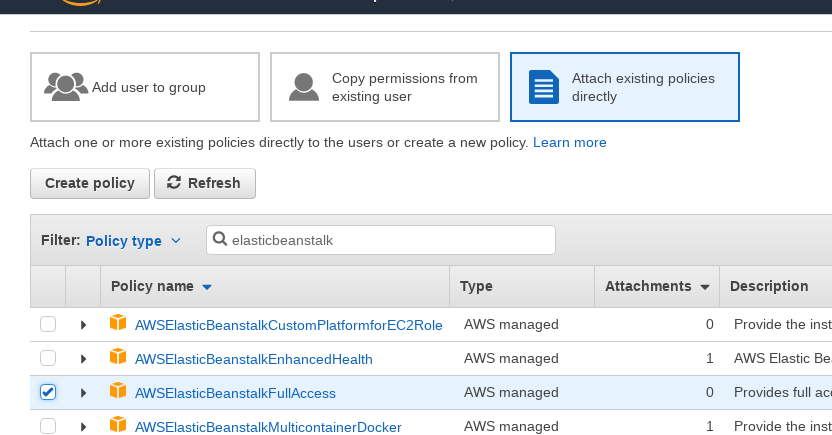 Add user to group
Copy permissions from
existing user
Attach existing policies
directly
Attach one or more existing policies directly to the users or create a new policy. Learn more
Create policy Refresh
Filter: Policy type elasticbeanstalk
Policy name Type Attachments Description
AWSElasticBeanstalkCustomPlatformforEC2Role AWS managed 0 Provide the inst
AWSElasticBeanstalkEnhancedHealth AWS managed 1 AWS Elastic Be
AWSElasticBeanstalkFullAccess AWS managed 0 Provides full acc
AWSElasticBeanstalkMulticontainerDocker AWS managed 1 Provide the inst